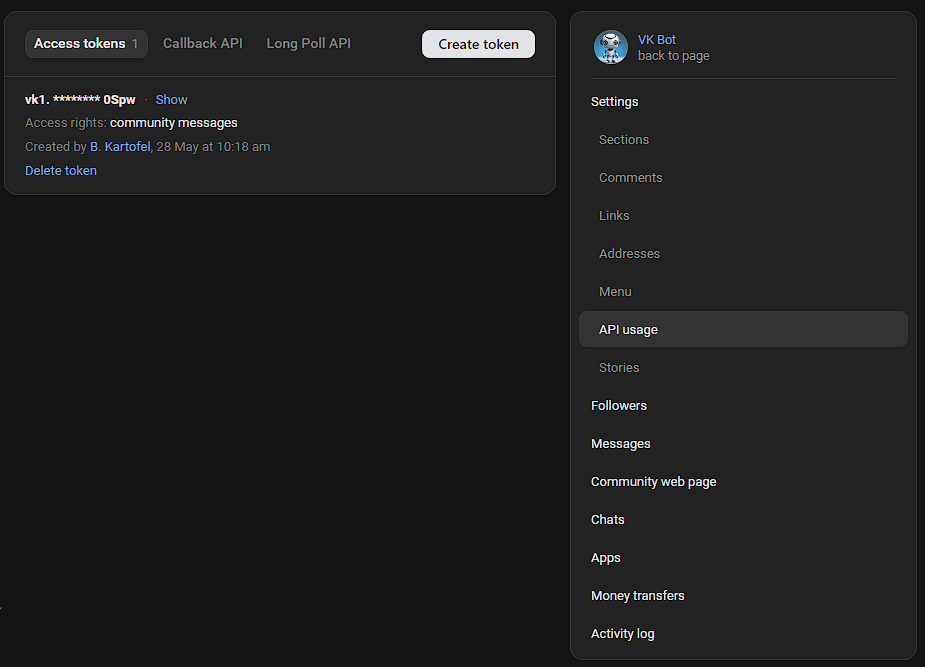 Access tokens 1 Callback API Long Poll API Create token
vk1. ******** 0Spw · Show
Access rights: community messages
Created by B. Kartofel, 28 May at 10:18 am
Delete token
VK Bot
back to page
Settings
Sections
Comments
Links
Addresses
Menu
API usage
Stories
Followers
Messages
Community web page
Chats
Apps
Money transfers
Activity log